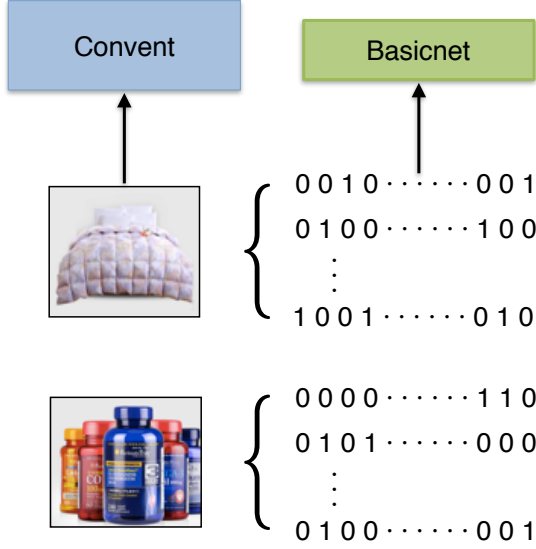 Convent
Basicnet
0 0 1 0 · · · · · · 0 0 1
0 1 0 0 · · · · · · 1 0 0
1 0 0 1 · · · · · · 0 1 0
0 0 0 0 · · · · · · 1 1 0
0 1 0 1 · · · · · · 0 0 0
0 1 0 0 · · · · · · 0 0 1
CO